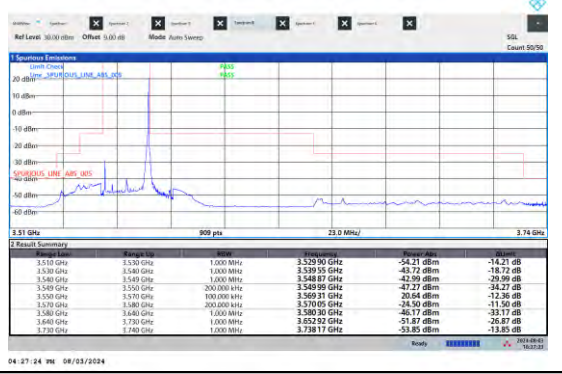 Ref Level 30.00 dBm Offset 9.00 dB Mode Auto Sweep SGL
Count 50/50
1 Spurious Emissions
Limit Check PASS
Line _SPURIOUS_LINE_ABS_005 PASS
20 dBm
10 dBm
0 dBm
-10 dBm
-20 dBm
-30 dBm
SPURIOUS_LINE_ABS_005
-40 dBm
-50 dBm
-60 dBm
3.51 GHz 909 pts 23.0 MHz/ 3.74 GHz
2 Result Summary
Range Low Range Up RBW Frequency Power Abs ΔLimit
3.510 GHz 3.530 GHz 1.000 MHz 3.529 90 GHz -54.21 dBm -14.21 dB
3.530 GHz 3.540 GHz 1.000 MHz 3.539 55 GHz -43.72 dBm -18.72 dB
3.540 GHz 3.549 GHz 1.000 MHz 3.548 87 GHz -42.99 dBm -29.99 dB
3.549 GHz 3.550 GHz 200.000 kHz 3.549 99 GHz -47.27 dBm -34.27 dB
3.550 GHz 3.570 GHz 100.000 kHz 3.569 31 GHz 20.64 dBm -12.36 dB
3.570 GHz 3.580 GHz 200.000 kHz 3.570 05 GHz -24.50 dBm -11.50 dB
3.580 GHz 3.640 GHz 1.000 MHz 3.580 30 GHz -46.17 dBm -33.17 dB
3.640 GHz 3.730 GHz 1.000 MHz 3.652 92 GHz -51.87 dBm -26.87 dB
3.730 GHz 3.740 GHz 1.000 MHz 3.738 17 GHz -53.85 dBm -13.85 dB
Ready 2024-08-03
16:27:23
04:27:24 PM 08/03/2024